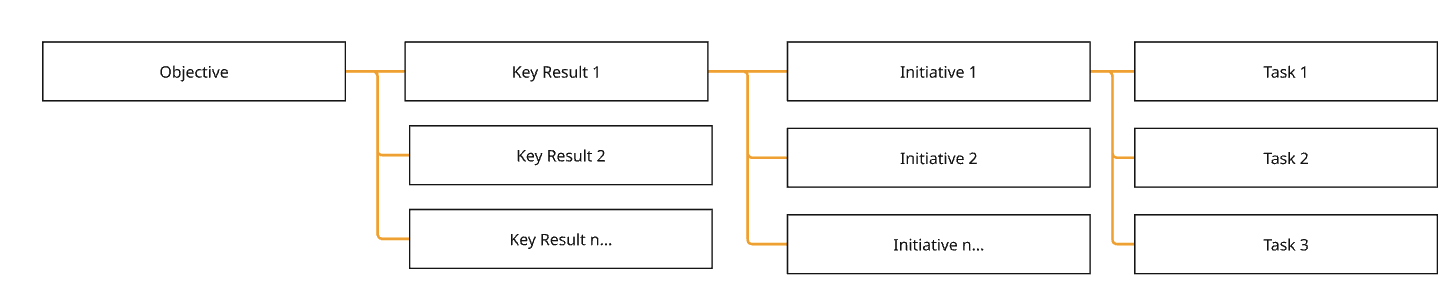 Objective
Key Result 1
Initiative 1
Task 1
Key Result 2
Initiative 2
Task 2
Key Result n...
Initiative n...
Task 3